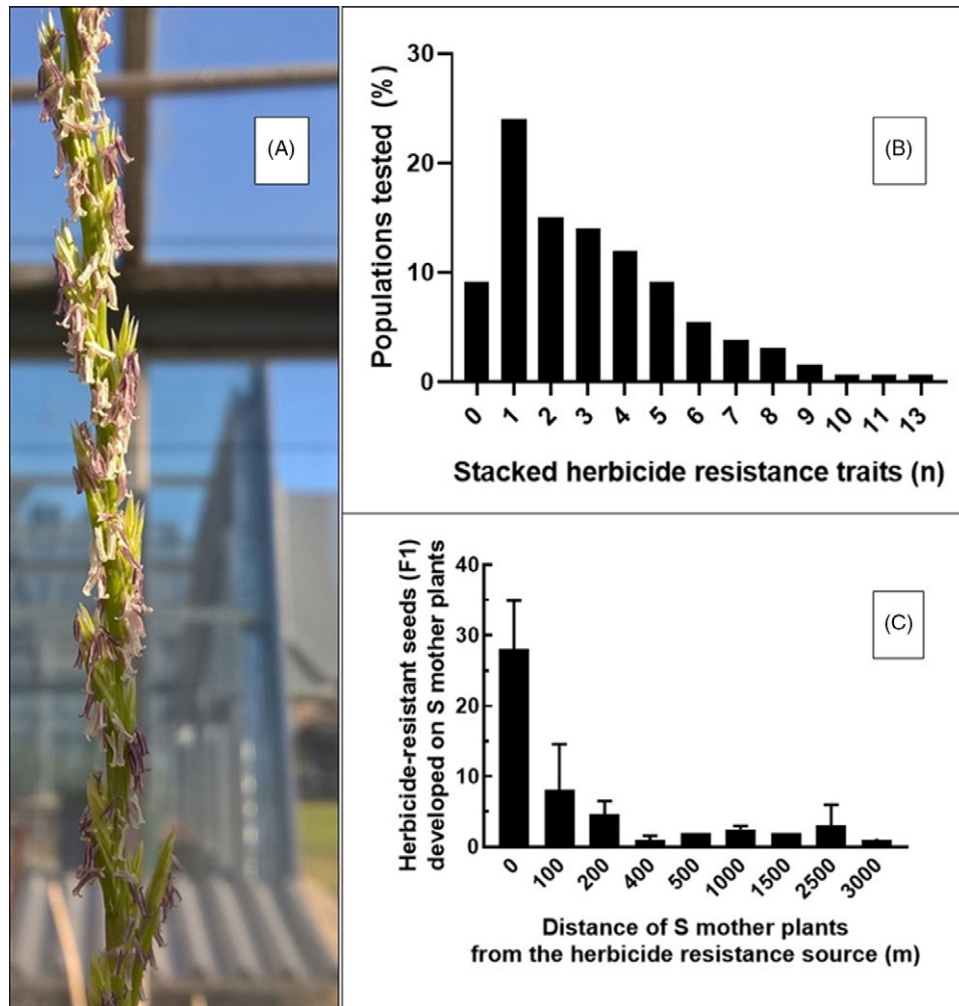 (A)
(B)
Populations tested (%)
30
20
10
0
0 1 2 3 4 5 6 7 8 9 10 11 13
Stacked herbicide resistance traits (n)
(C)
Herbicide-resistant seeds (F1)
developed on S mother plants
40
30
20
10
0
0 100 200 400 500 1000 1500 2500 3000
Distance of S mother plants
from the herbicide resistance source (m)